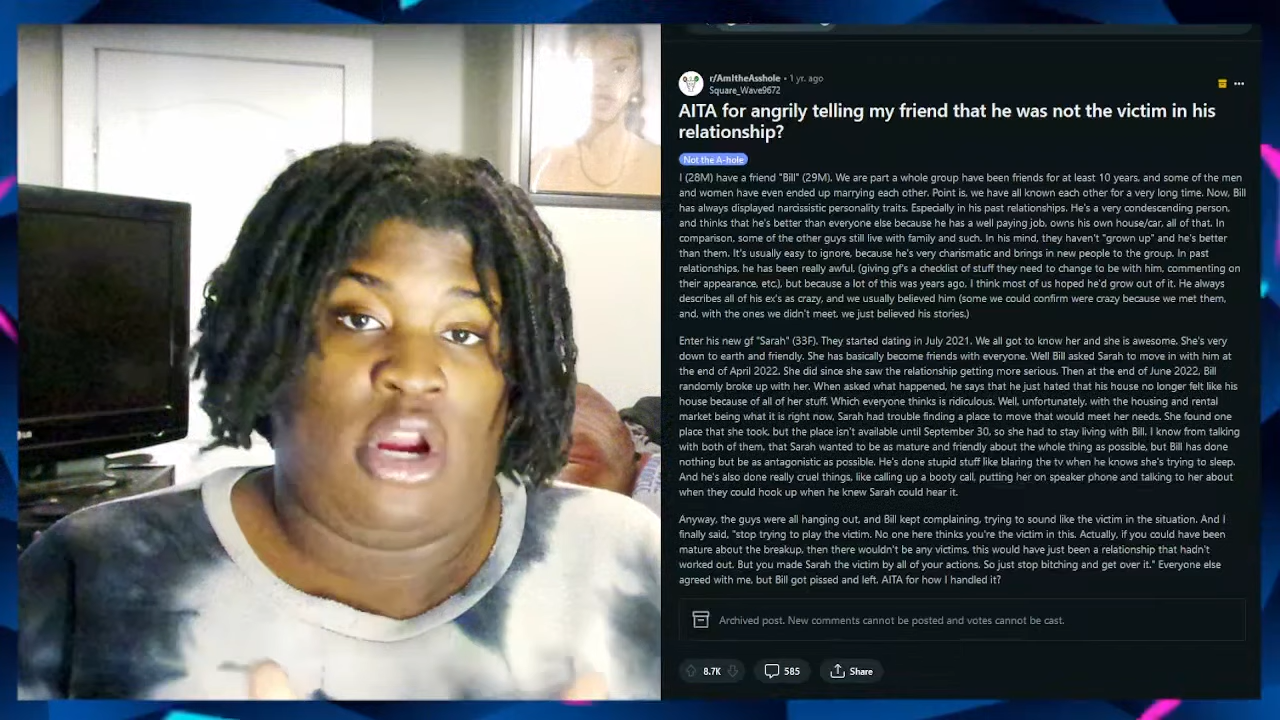 r/AmItheAsshole • 1 yr. ago
Square_Wave9672
AITA for angrily telling my friend that he was not the victim in his
relationship?
Not the A-hole
I (28M) have a friend "Bill" (29M). We are part a whole group have been friends for at least 10 years, and some of the men
and women have even ended up marrying each other. Point is, we have all known each other for a very long time. Now, Bill
has always displayed narcissistic personality traits. Especially in his past relationships. He's a very condescending person,
and thinks that he's better than everyone else because he has a well paying job, owns his own house/car, all of that. In
comparison, some of the other guys still live with family and such. In his mind, they haven't "grown up" and he's better
than them. It's usually easy to ignore, because he's very charismatic and brings in new people to the group. In past
relationships, he has been really awful, (giving gf's a checklist of stuff they need to change to be with him, commenting on
their appearance, etc.), but because a lot of this was years ago, I think most of us hoped he'd grow out of it. He always
describes all of his ex's as crazy, and we usually believed him (some we could confirm were crazy because we met them,
and, with the ones we didn't meet, we just believed his stories.)
Enter his new gf "Sarah" (33F). They started dating in July 2021. We all got to know her and she is awesome. She's very
down to earth and friendly. She has basically become friends with everyone. Well Bill asked Sarah to move in with him at
the end of April 2022. She did since she saw the relationship getting more serious. Then at the end of June 2022, Bill
randomly broke up with her. When asked what happened, he says that he just hated that his house no longer felt like his
house because of all of her stuff. Which everyone thinks is ridiculous. Well, unfortunately, with the housing and rental
market being what it is right now, Sarah had trouble finding a place to move that would meet her needs. She found one
place that she took, but the place isn't available until September 30, so she had to stay living with Bill. I know from talking
with both of them, that Sarah wanted to be as mature and friendly about the whole thing as possible, but Bill has done
nothing but be as antagonistic as possible. He's done stupid stuff like blaring the tv when he knows she's trying to sleep.
And he's also done really cruel things, like calling up a booty call, putting her on speaker phone and talking to her about
when they could hook up when he knew Sarah could hear it.
Anyway, the guys were all hanging out, and Bill kept complaining, trying to sound like the victim in the situation. And I
finally said, "stop trying to play the victim. No one here thinks you're the victim in this. Actually, if you could have been
mature about the breakup, then there wouldn't be any victims, this would have just been a relationship that hadn't
worked out. But you made Sarah the victim by all of your actions. So just stop bitching and get over it." Everyone else
agreed with me, but Bill got pissed and left. AITA for how I handled it?
Archived post. New comments cannot be posted and votes cannot be cast.
8.7K 585 Share